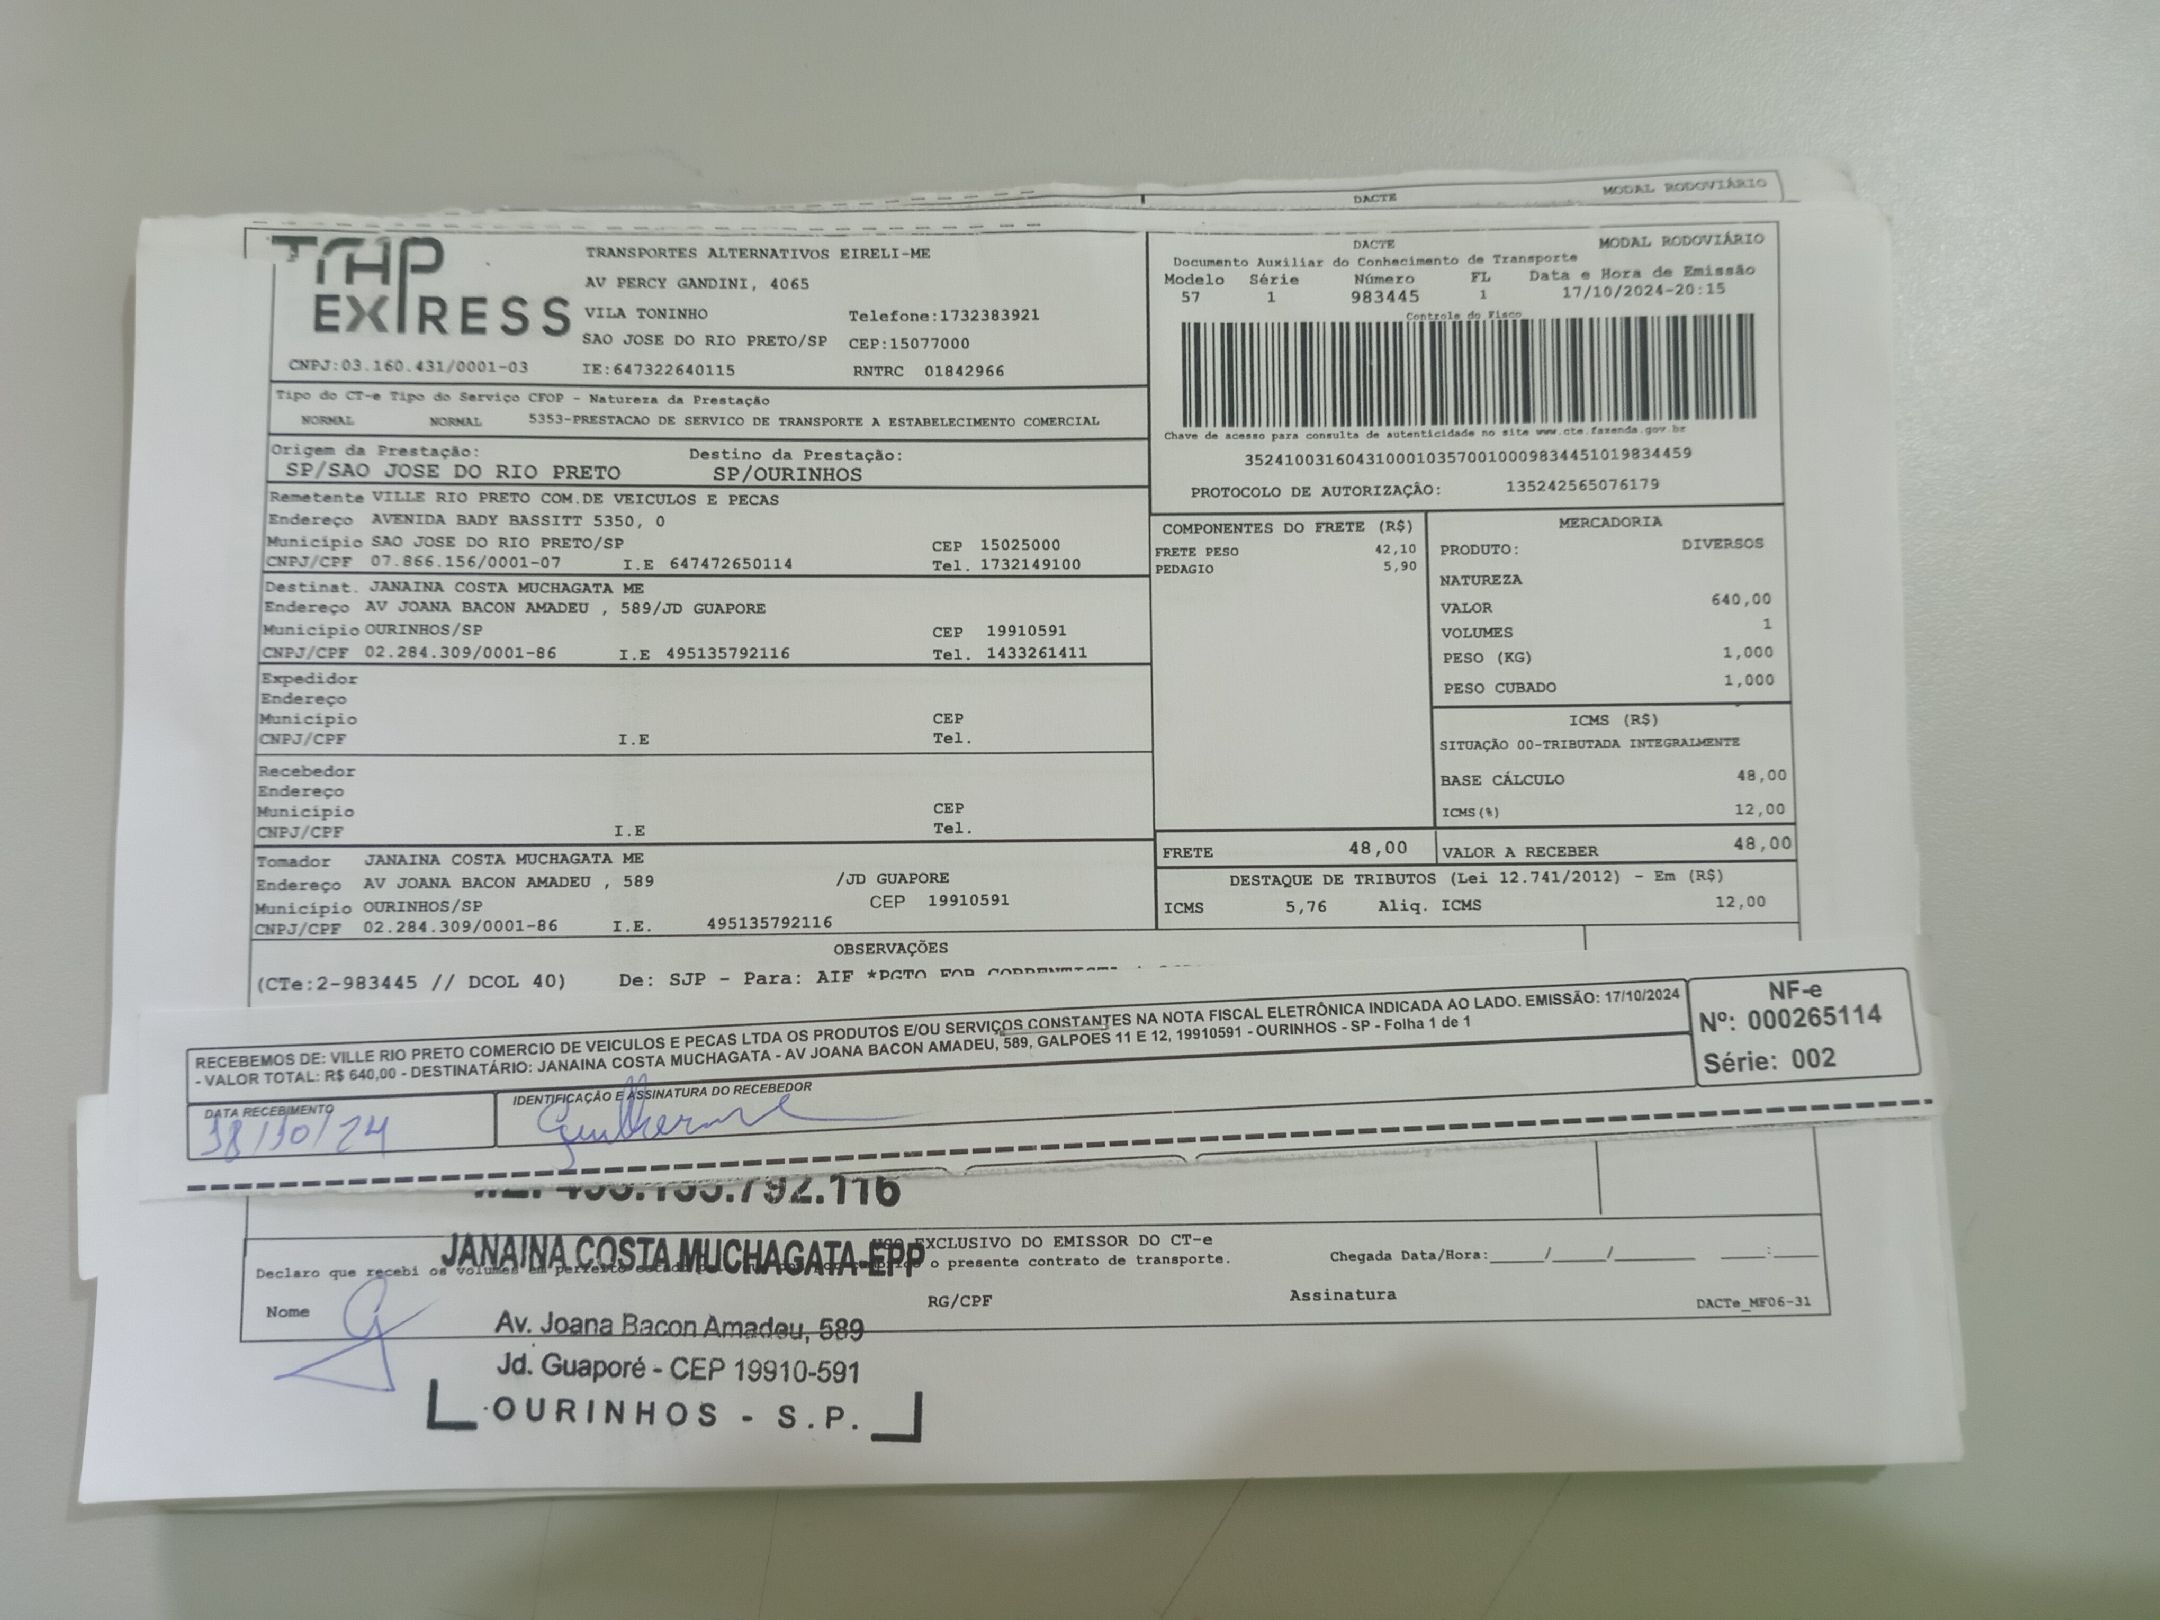 DACTE MODAL RODOVIÁRIO
EXPRESS
CNPJ:03.160.431/0001-03
TRANSPORTES ALTERNATIVOS EIRELI-ME
AV PERCY GANDINI, 4065
VILA TONINHO Telefone:1732383921
SAO JOSE DO RIO PRETO/SP CEP:15077000
IE:647322640115 RNTRC 01842966
DACTE MODAL RODOVIÁRIO
Documento Auxiliar do Conhecimento de Transporte
Modelo Série Número FL Data e Hora de Emissão
57 1 983445 1 17/10/2024-20:15
Controle do Fisco
Chave de acesso para consulta de autenticidade no site www.cte.fazenda.gov.br
35241003160431000103570010009834451019834459
PROTOCOLO DE AUTORIZAÇÃO: 135242565076179
Tipo do CT-e Tipo do Serviço CFOP - Natureza da Prestação
NORMAL NORMAL 5353-PRESTACAO DE SERVICO DE TRANSPORTE A ESTABELECIMENTO COMERCIAL
Origem da Prestação: Destino da Prestação:
SP/SAO JOSE DO RIO PRETO SP/OURINHOS
Remetente VILLE RIO PRETO COM.DE VEICULOS E PECAS
Endereço AVENIDA BADY BASSITT 5350, 0
Município SAO JOSE DO RIO PRETO/SP CEP 15025000
CNPJ/CPF 07.866.156/0001-07 I.E 647472650114 Tel. 1732149100
Destinat. JANAINA COSTA MUCHAGATA ME
Endereço AV JOANA BACON AMADEU , 589/JD GUAPORE
Município OURINHOS/SP CEP 19910591
CNPJ/CPF 02.284.309/0001-86 I.E 495135792116 Tel. 1433261411
Expedidor
Endereço
Município CEP
CNPJ/CPF I.E Tel.
Recebedor
Endereço
Município CEP
CNPJ/CPF I.E Tel.
Tomador JANAINA COSTA MUCHAGATA ME
Endereço AV JOANA BACON AMADEU , 589 /JD GUAPORE
Município OURINHOS/SP CEP 19910591
CNPJ/CPF 02.284.309/0001-86 I.E. 495135792116
COMPONENTES DO FRETE (R$)
FRETE PESO 42,10
PEDAGIO 5,90
MERCADORIA
PRODUTO: DIVERSOS
NATUREZA
VALOR 640,00
VOLUMES 1
PESO (KG) 1,000
PESO CUBADO 1,000
ICMS (R$)
SITUAÇÃO 00-TRIBUTADA INTEGRALMENTE
BASE CÁLCULO 48,00
ICMS(%) 12,00
FRETE 48,00 VALOR A RECEBER 48,00
DESTAQUE DE TRIBUTOS (Lei 12.741/2012) - Em (R$)
ICMS 5,76 Aliq. ICMS 12,00
OBSERVAÇÕES
(CTe:2-983445 // DCOL 40) De: SJP - Para: AIF *PGTO FOR
RECEBEMOS DE: VILLE RIO PRETO COMERCIO DE VEICULOS E PECAS LTDA OS PRODUTOS E/OU SERVIÇOS CONSTANTES NA NOTA FISCAL ELETRÔNICA INDICADA AO LADO. EMISSÃO: 17/10/2024
- VALOR TOTAL: R$ 640,00 - DESTINATÁRIO: JANAINA COSTA MUCHAGATA - AV JOANA BACON AMADEU, 589, GALPOES 11 E 12, 19910591 - OURINHOS - SP - Folha 1 de 1
NF-e
Nº: 000265114
Série: 002
DATA RECEBIMENTO
18/10/24
IDENTIFICAÇÃO E ASSINATURA DO RECEBEDOR
Guilherme
792.116
EXCLUSIVO DO EMISSOR DO CT-e
JANAINA COSTA MUCHAGATA EPP
Declaro que recebi os volumes em perfeito o presente contrato de transporte.
Chegada Data/Hora:____/____/______ ____:____
Nome RG/CPF Assinatura
DACTe_MF06-31
Av. Joana Bacon Amadeu, 589
Jd. Guaporé - CEP 19910-591
OURINHOS - S.P.